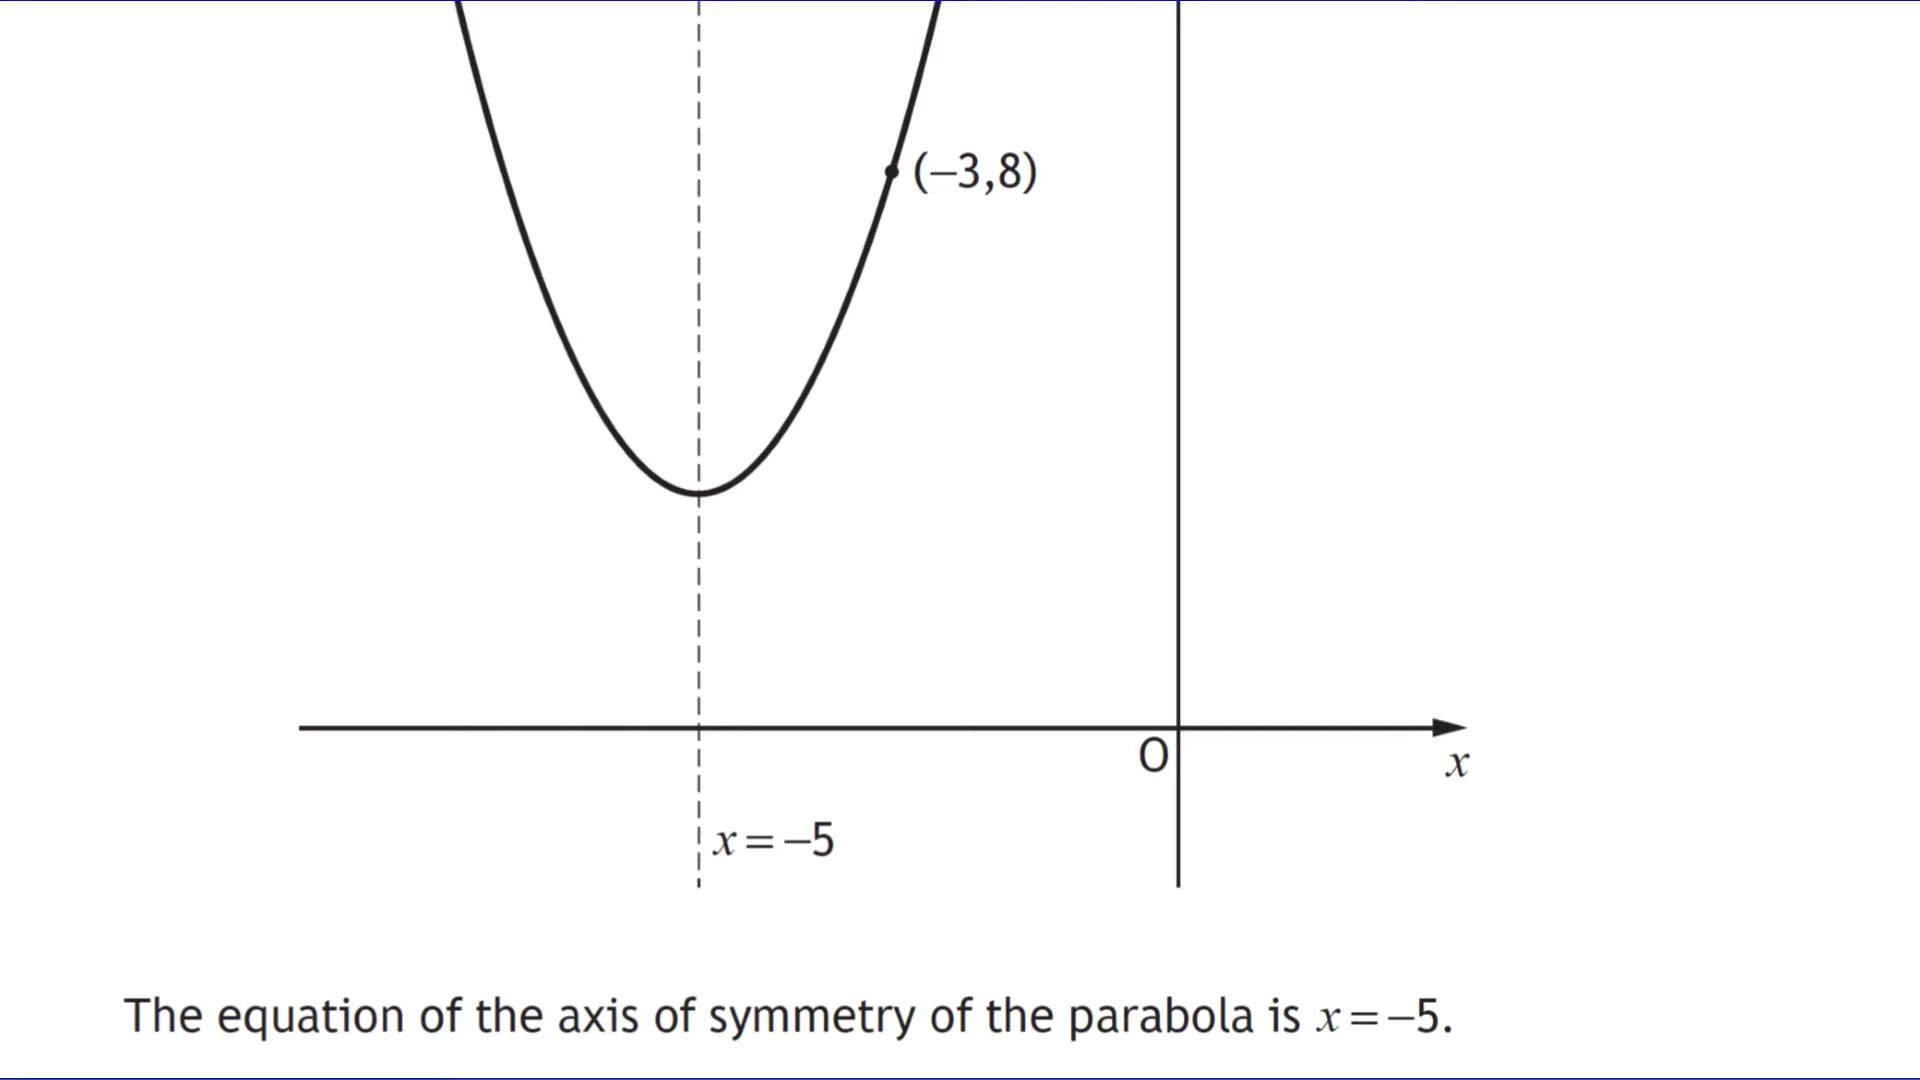 (−3,8)
O
x
x = −5
The equation of the axis of symmetry of the parabola is x = −5.